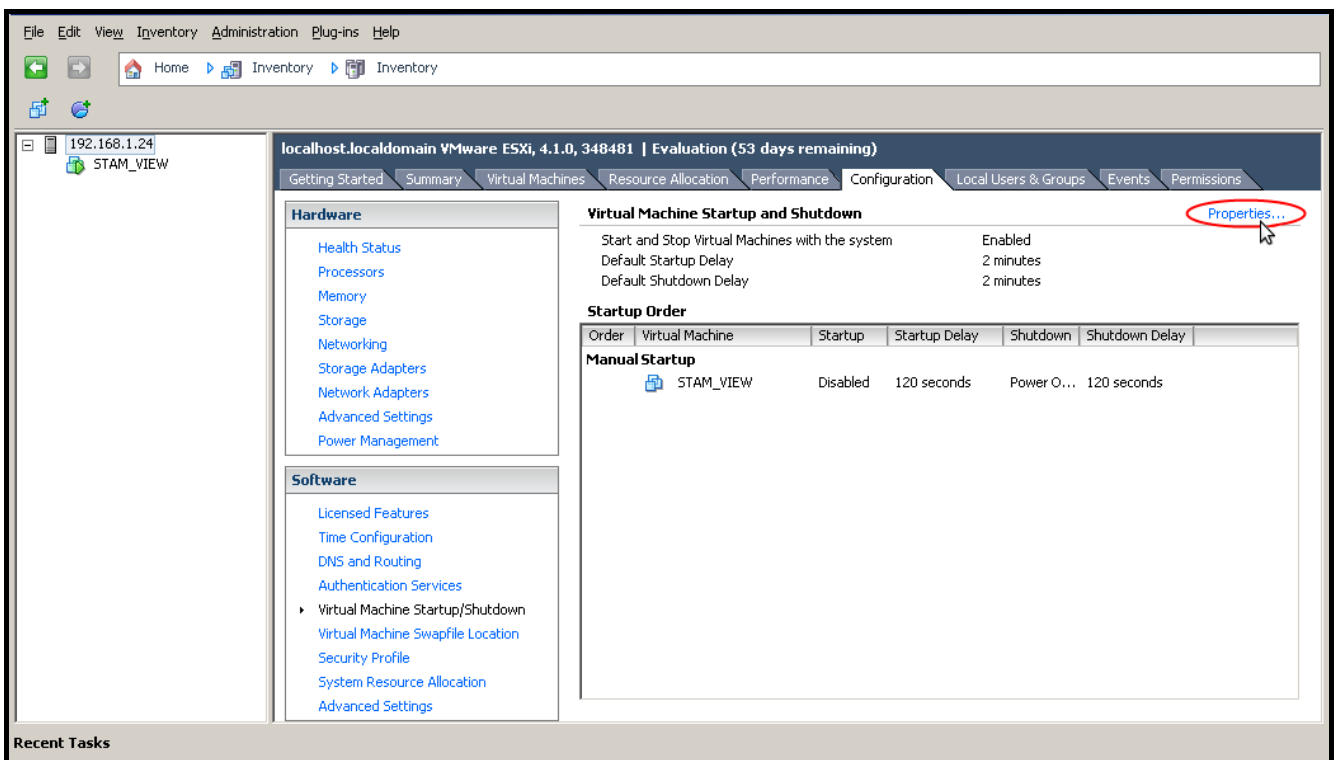 File Edit View Inventory Administration Plug-ins Help
Home Inventory Inventory
192.168.1.24
STAM_VIEW
localhost.localdomain VMware ESXi, 4.1.0, 348481 | Evaluation (53 days remaining)
Getting Started Summary Virtual Machines Resource Allocation Performance Configuration Local Users & Groups Events Permissions
Hardware
Health Status
Processors
Memory
Storage
Networking
Storage Adapters
Network Adapters
Advanced Settings
Power Management
Software
Licensed Features
Time Configuration
DNS and Routing
Authentication Services
Virtual Machine Startup/Shutdown
Virtual Machine Swapfile Location
Security Profile
System Resource Allocation
Advanced Settings
Virtual Machine Startup and Shutdown Properties...
Start and Stop Virtual Machines with the system Enabled
Default Startup Delay 2 minutes
Default Shutdown Delay 2 minutes
Startup Order
Order Virtual Machine Startup Startup Delay Shutdown Shutdown Delay
Manual Startup
STAM_VIEW Disabled 120 seconds Power O... 120 seconds
Recent Tasks